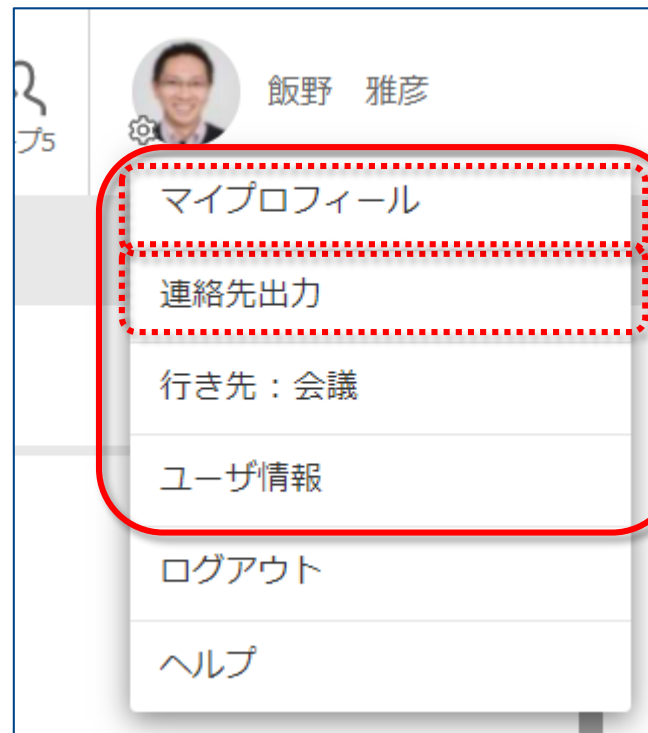 飯野　雅彦
プ5
マイプロフィール
連絡先出力
行き先：会議
ユーザ情報
ログアウト
ヘルプ